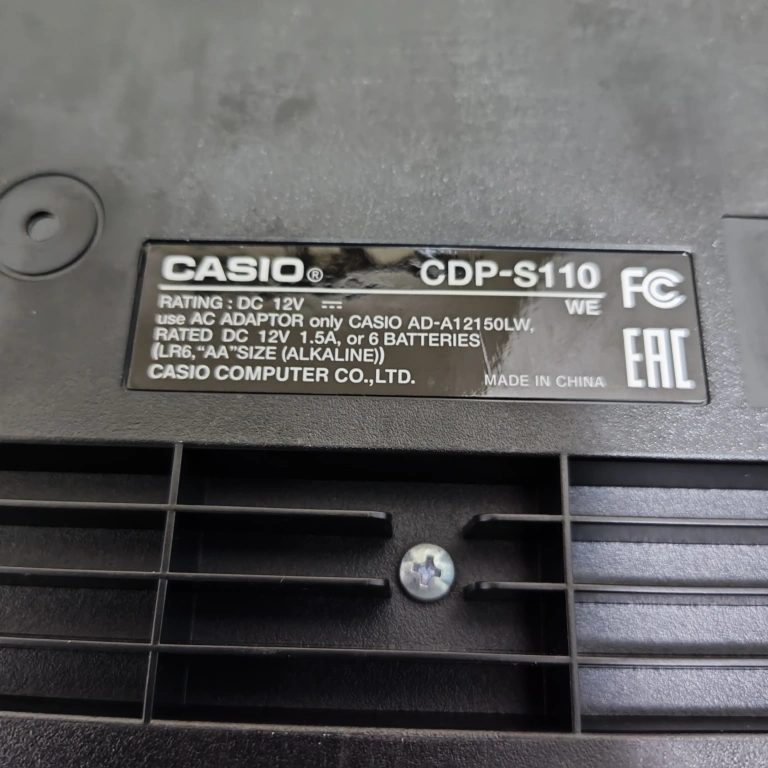 CASIO® CDP-S110
WE
RATING : DC 12V ⎓
use AC ADAPTOR only CASIO AD-A12150LW,
RATED DC 12V 1.5A, or 6 BATTERIES
(LR6,“AA”SIZE (ALKALINE))
CASIO COMPUTER CO.,LTD. MADE IN CHINA
FC
EAC